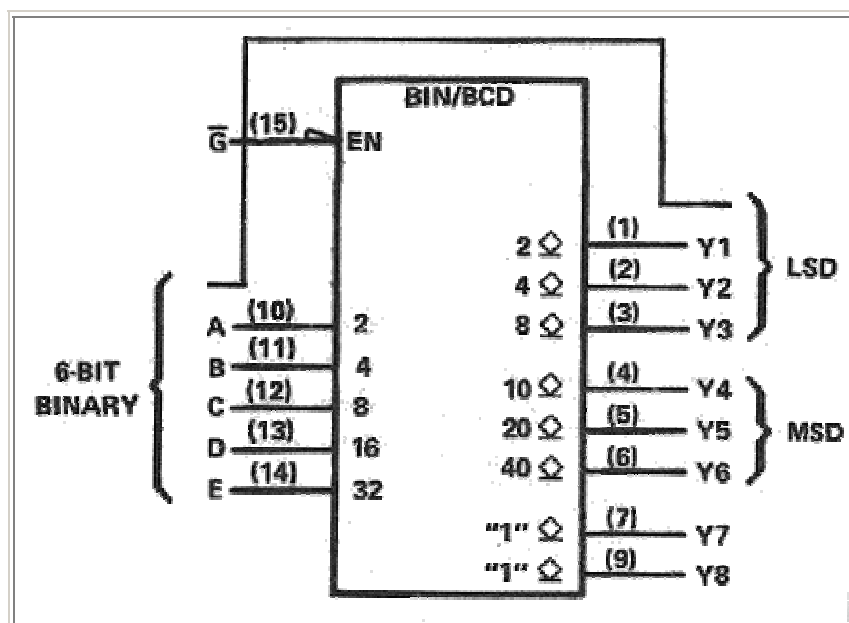 BIN/BCD
G̅ (15) EN
2 (1) Y1
4 (2) Y2
8 (3) Y3
LSD
A (10) 2
B (11) 4
C (12) 8
D (13) 16
E (14) 32
6-BIT
BINARY
10 (4) Y4
20 (5) Y5
40 (6) Y6
MSD
"1" (7) Y7
"1" (9) Y8